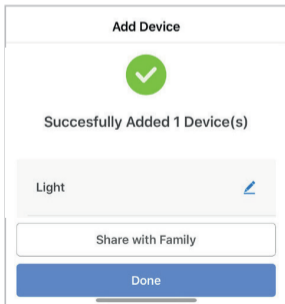 Add Device
Succesfully Added 1 Device(s)
Light
Share with Family
Done